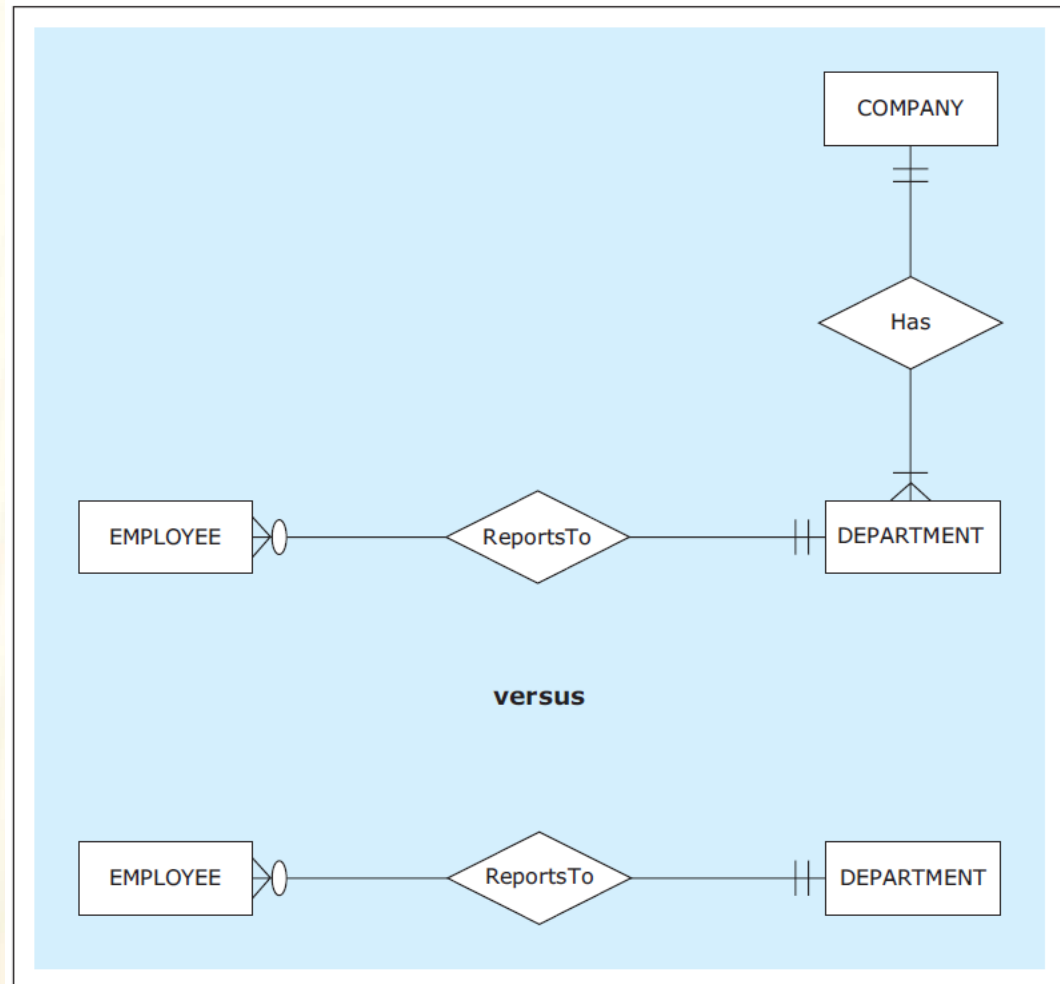 COMPANY
Has
EMPLOYEE
ReportsTo
DEPARTMENT
versus
EMPLOYEE
ReportsTo
DEPARTMENT